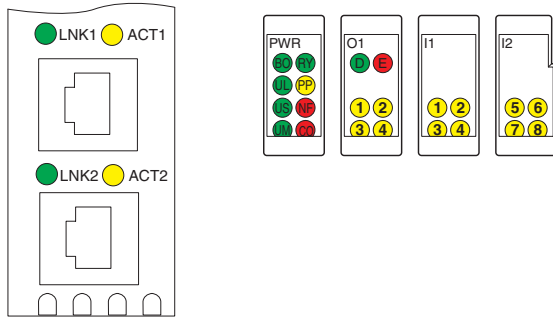 LNK1 ACT1
LNK2 ACT2
PWR
BO RY
UL PP
US NF
UM CO
O1
D E
1 2
3 4
I1
1 2
3 4
I2
5 6
7 8